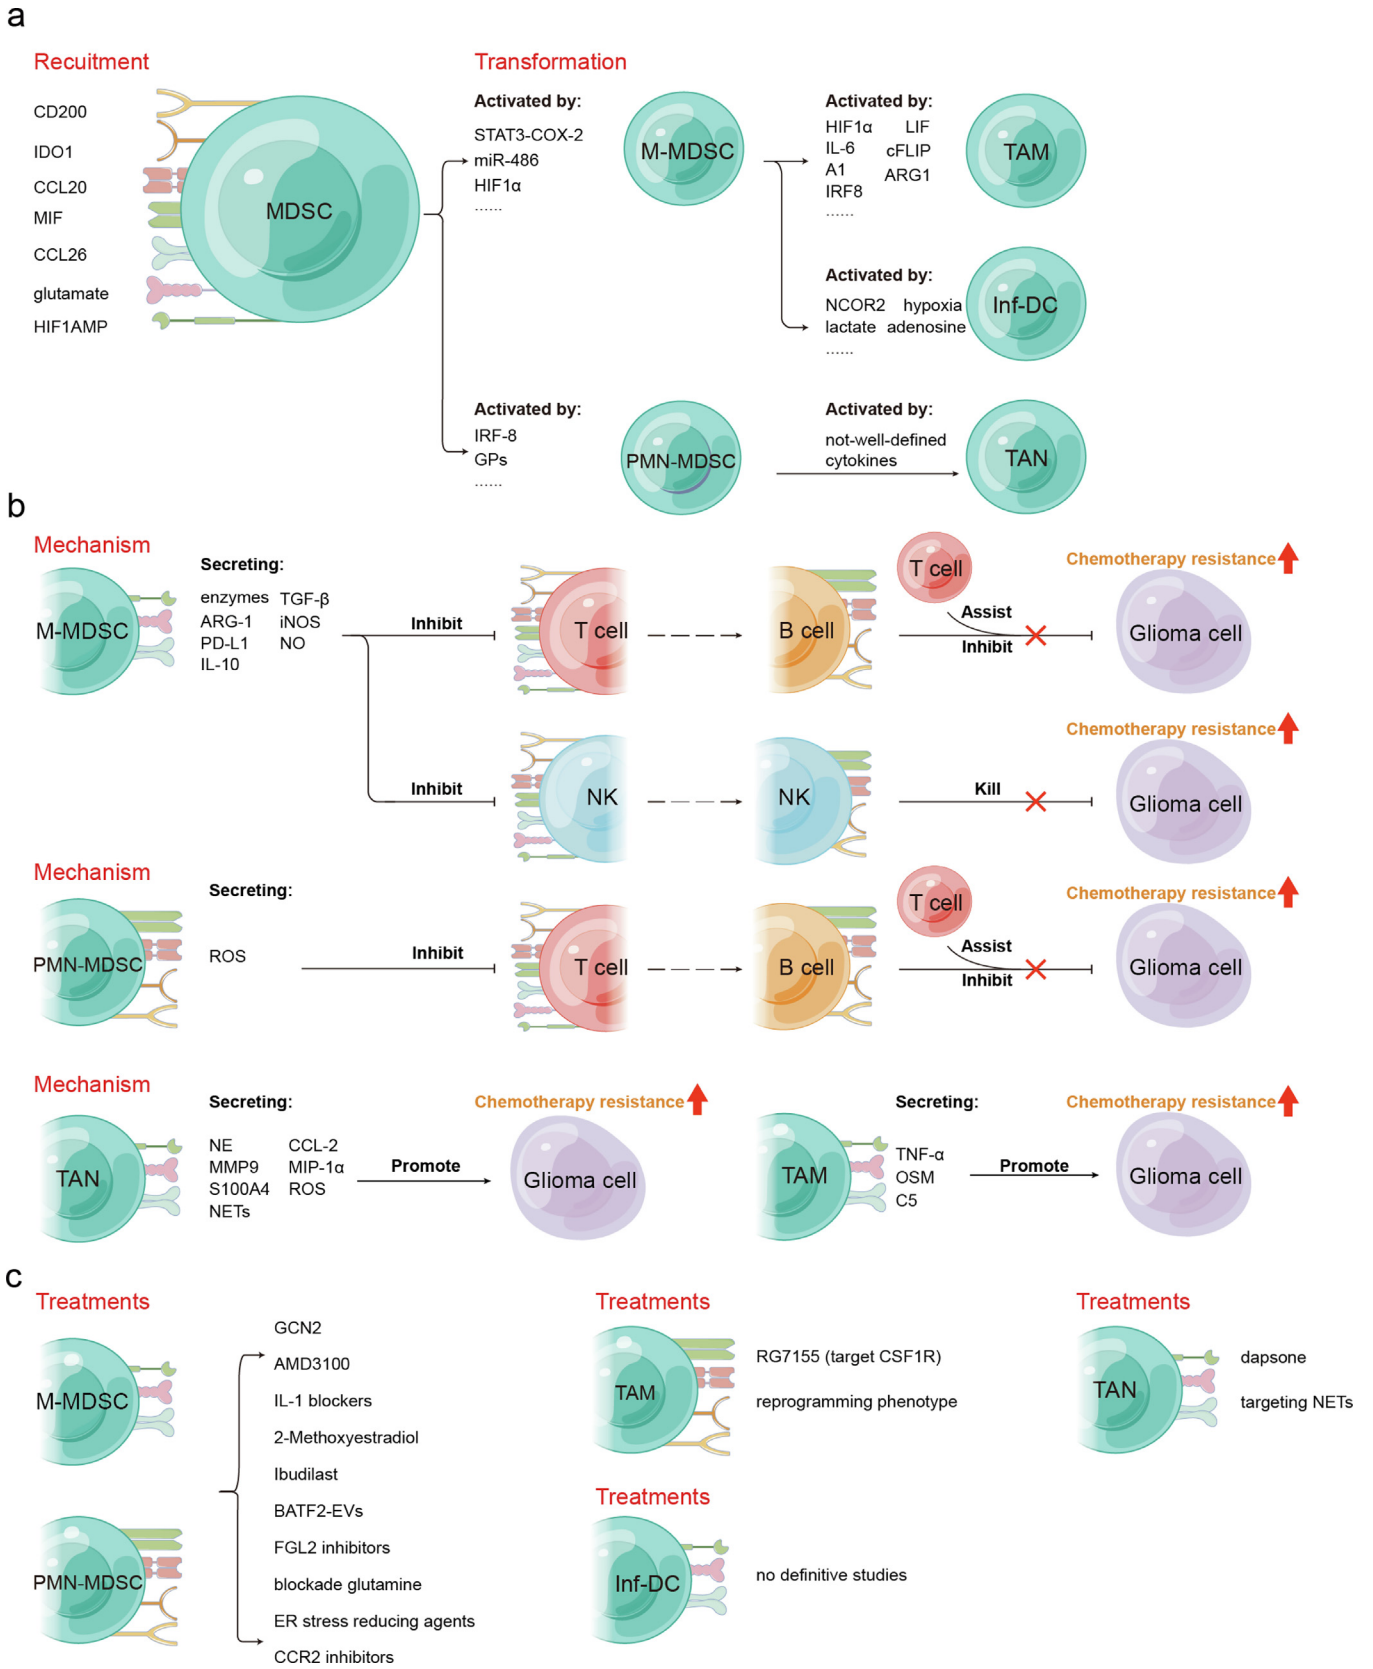 a
Recuitment
CD200
IDO1
CCL20
MIF
CCL26
glutamate
HIF1AMP
MDSC
Transformation
Activated by:
STAT3-COX-2
miR-486
HIF1α
......
M-MDSC
Activated by:
HIF1α LIF
IL-6 cFLIP
A1 ARG1
IRF8
......
TAM
Activated by:
NCOR2 hypoxia
lactate adenosine
......
Inf-DC
Activated by:
IRF-8
GPs
......
PMN-MDSC
Activated by:
not-well-defined
cytokines
TAN
b
Mechanism
M-MDSC
Secreting:
enzymes TGF-β
ARG-1 iNOS
PD-L1 NO
IL-10
Inhibit
T cell
B cell
T cell
Assist
Inhibit
Chemotherapy resistance
Glioma cell
Inhibit
NK
NK
Kill
Chemotherapy resistance
Glioma cell
Mechanism
PMN-MDSC
Secreting:
ROS
Inhibit
T cell
B cell
T cell
Assist
Inhibit
Chemotherapy resistance
Glioma cell
Mechanism
TAN
Secreting:
NE CCL-2
MMP9 MIP-1α
S100A4 ROS
NETs
Promote
Chemotherapy resistance
Glioma cell
TAM
Secreting:
TNF-α
OSM
C5
Promote
Chemotherapy resistance
Glioma cell
c
Treatments
M-MDSC
PMN-MDSC
GCN2
AMD3100
IL-1 blockers
2-Methoxyestradiol
Ibudilast
BATF2-EVs
FGL2 inhibitors
blockade glutamine
ER stress reducing agents
CCR2 inhibitors
Treatments
TAM
RG7155 (target CSF1R)
reprogramming phenotype
Treatments
Inf-DC
no definitive studies
Treatments
TAN
dapsone
targeting NETs